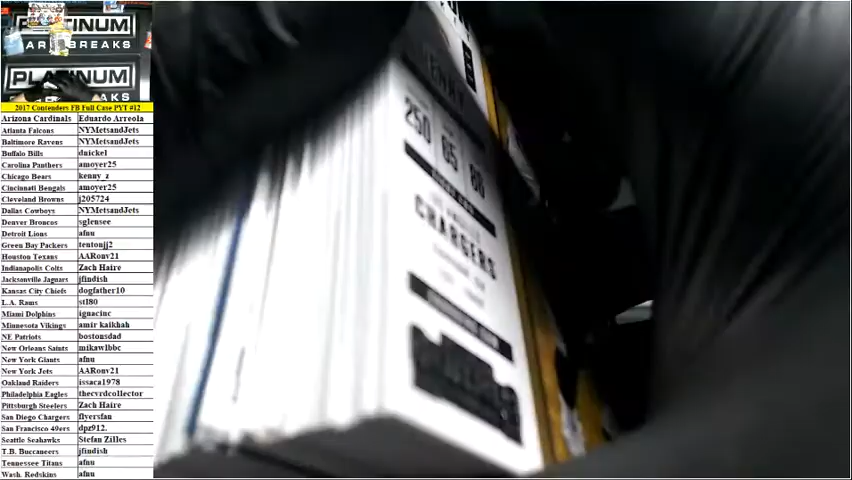 PLATINUM
BREAKS
PLATINUM
2017 Contenders FB Full Case PYT #12
Arizona Cardinals Eduardo Arreola
Atlanta Falcons NYMetsandJets
Baltimore Ravens NYMetsandJets
Buffalo Bills dnickel
Carolina Panthers amoyer25
Chicago Bears kenny_z
Cincinnati Bengals amoyer25
Cleveland Browns j205724
Dallas Cowboys NYMetsandJets
Denver Broncos sglensee
Detroit Lions afnu
Green Bay Packers tentonjj2
Houston Texans AARonv21
Indianapolis Colts Zach Haire
Jacksonville Jaguars jfindish
Kansas City Chiefs dogfather10
L.A. Rams stl80
Miami Dolphins ignacinc
Minnesota Vikings amir kaikhah
NE Patriots bostonsdad
New Orleans Saints mikawlbbc
New York Giants afnu
New York Jets AARonv21
Oakland Raiders issaca1978
Philadelphia Eagles thecvrdcollector
Pittsburgh Steelers Zach Haire
San Diego Chargers flyersfan
San Francisco 49ers dpz912.
Seattle Seahawks Stefan Zilles
T.B. Buccaneers jfindish
Tennessee Titans afnu
Wash. Redskins afnu
250 65 80
CHARGERS